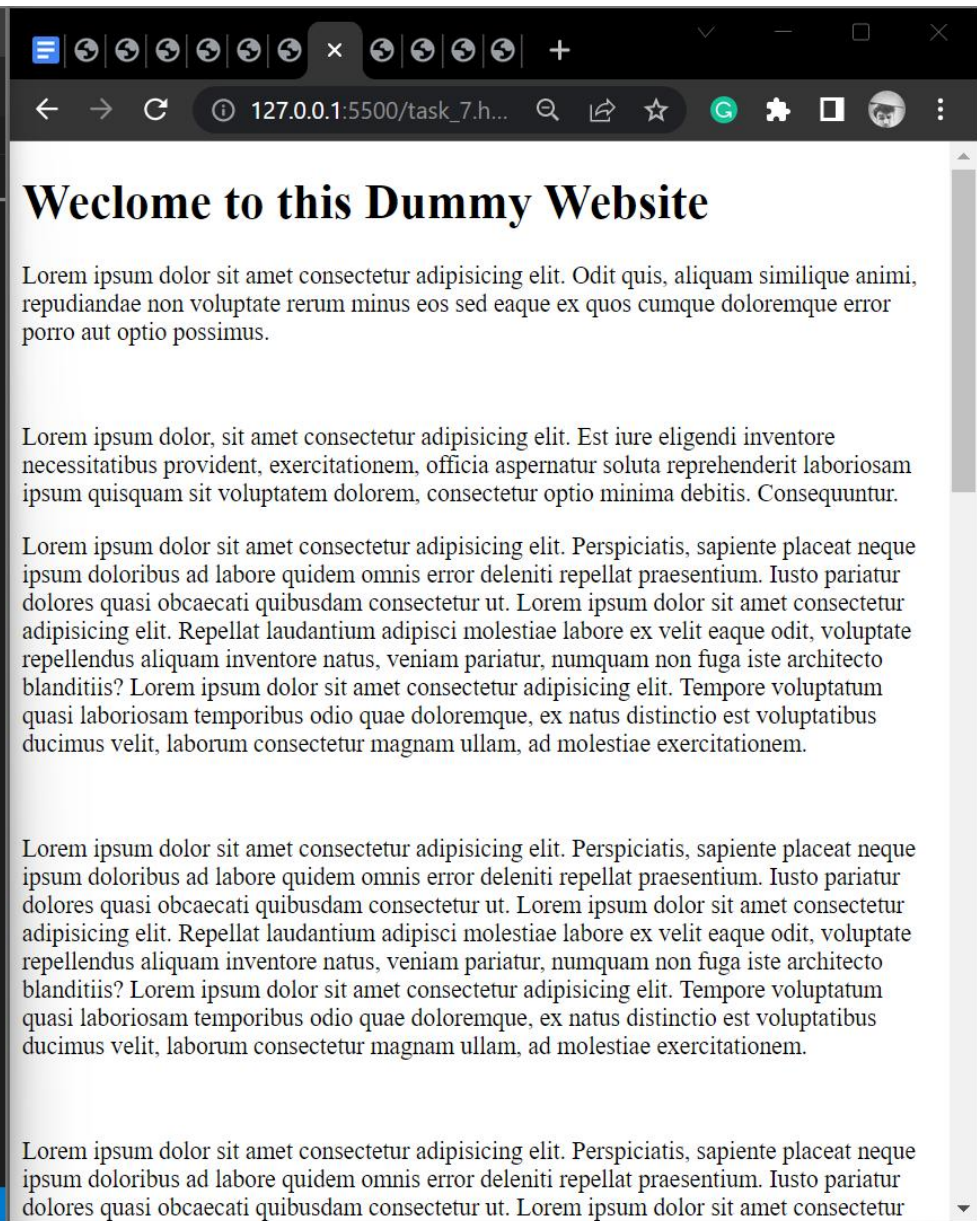 127.0.0.1:5500/task_7.h...
Weclome to this Dummy Website
Lorem ipsum dolor sit amet consectetur adipisicing elit. Odit quis, aliquam similique animi,
repudiandae non voluptate rerum minus eos sed eaque ex quos cumque doloremque error
porro aut optio possimus.
Lorem ipsum dolor, sit amet consectetur adipisicing elit. Est iure eligendi inventore
necessitatibus provident, exercitationem, officia aspernatur soluta reprehenderit laboriosam
ipsum quisquam sit voluptatem dolorem, consectetur optio minima debitis. Consequuntur.
Lorem ipsum dolor sit amet consectetur adipisicing elit. Perspiciatis, sapiente placeat neque
ipsum doloribus ad labore quidem omnis error deleniti repellat praesentium. Iusto pariatur
dolores quasi obcaecati quibusdam consectetur ut. Lorem ipsum dolor sit amet consectetur
adipisicing elit. Repellat laudantium adipisci molestiae labore ex velit eaque odit, voluptate
repellendus aliquam inventore natus, veniam pariatur, numquam non fuga iste architecto
blanditiis? Lorem ipsum dolor sit amet consectetur adipisicing elit. Tempore voluptatum
quasi laboriosam temporibus odio quae doloremque, ex natus distinctio est voluptatibus
ducimus velit, laborum consectetur magnam ullam, ad molestiae exercitationem.
Lorem ipsum dolor sit amet consectetur adipisicing elit. Perspiciatis, sapiente placeat neque
ipsum doloribus ad labore quidem omnis error deleniti repellat praesentium. Iusto pariatur
dolores quasi obcaecati quibusdam consectetur ut. Lorem ipsum dolor sit amet consectetur
adipisicing elit. Repellat laudantium adipisci molestiae labore ex velit eaque odit, voluptate
repellendus aliquam inventore natus, veniam pariatur, numquam non fuga iste architecto
blanditiis? Lorem ipsum dolor sit amet consectetur adipisicing elit. Tempore voluptatum
quasi laboriosam temporibus odio quae doloremque, ex natus distinctio est voluptatibus
ducimus velit, laborum consectetur magnam ullam, ad molestiae exercitationem.
Lorem ipsum dolor sit amet consectetur adipisicing elit. Perspiciatis, sapiente placeat neque
ipsum doloribus ad labore quidem omnis error deleniti repellat praesentium. Iusto pariatur
dolores quasi obcaecati quibusdam consectetur ut. Lorem ipsum dolor sit amet consectetur